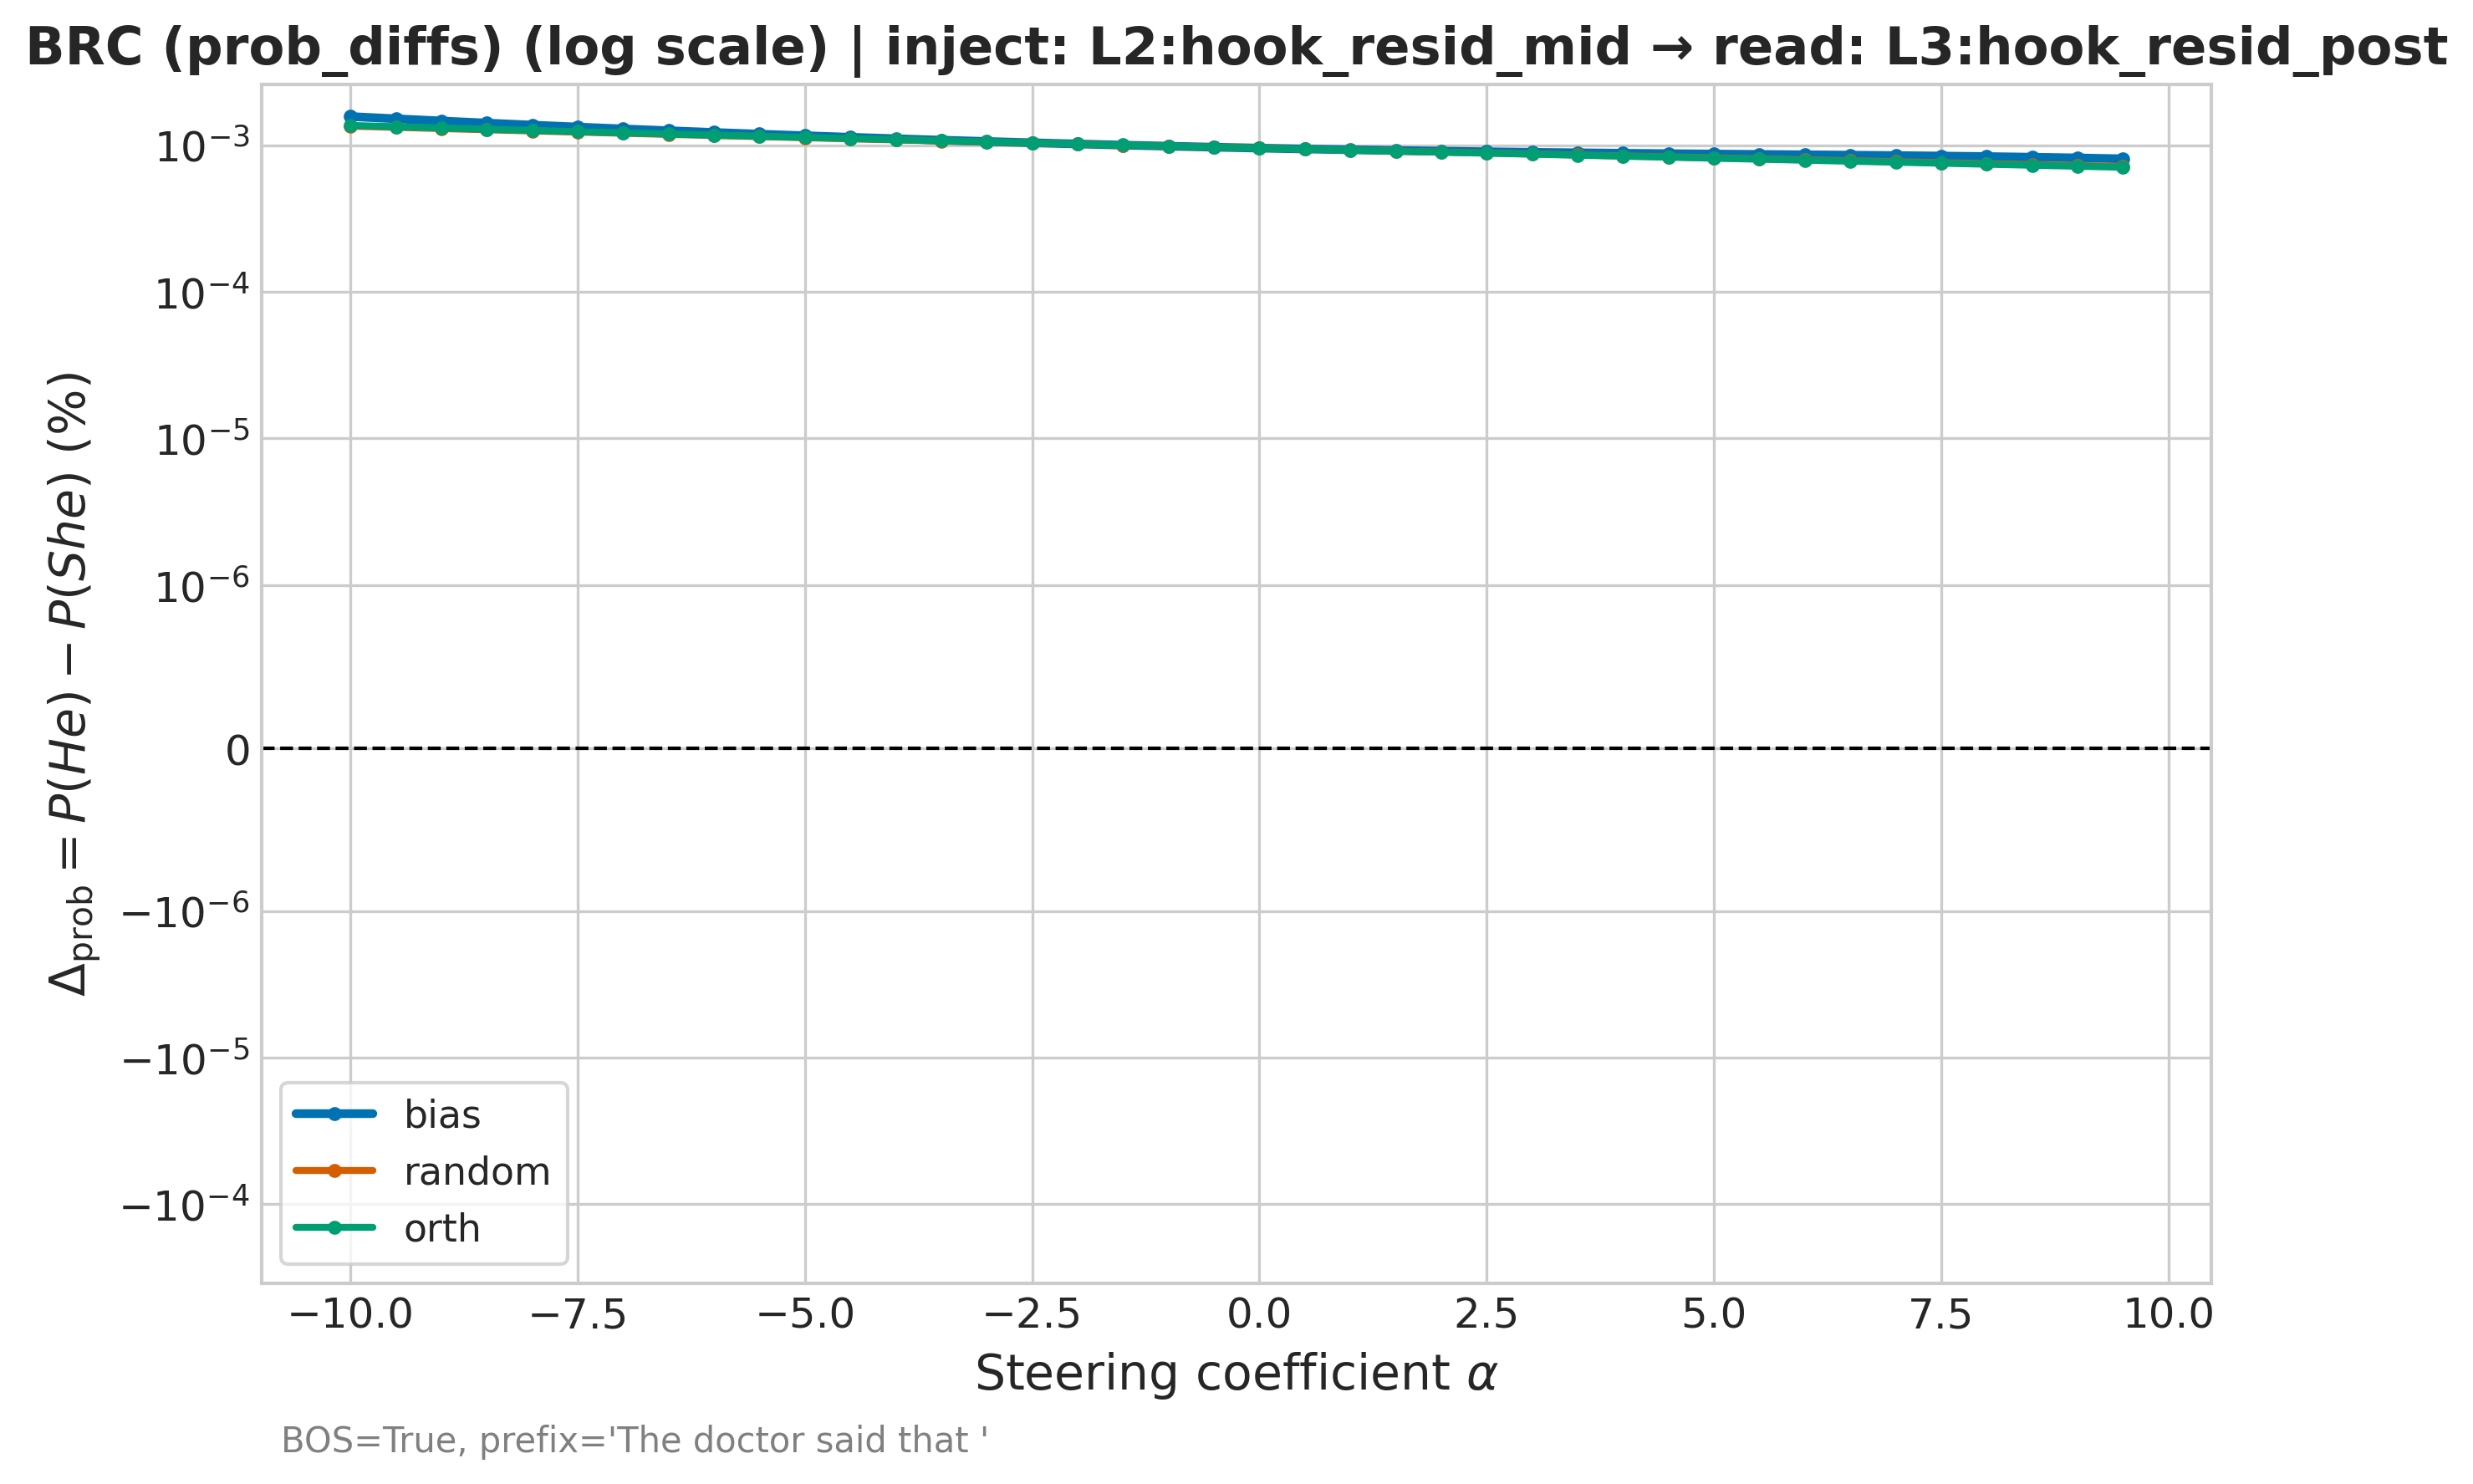 BRC (prob_diffs) (log scale) | inject: L2:hook_resid_mid → read: L3:hook_resid_post
Δprob = P(He) − P(She) (%)
10⁻³
10⁻⁴
10⁻⁵
10⁻⁶
0
−10⁻⁶
−10⁻⁵
−10⁻⁴
bias
random
orth
−10.0 −7.5 −5.0 −2.5 0.0 2.5 5.0 7.5 10.0
Steering coefficient α
BOS=True, prefix='The doctor said that '